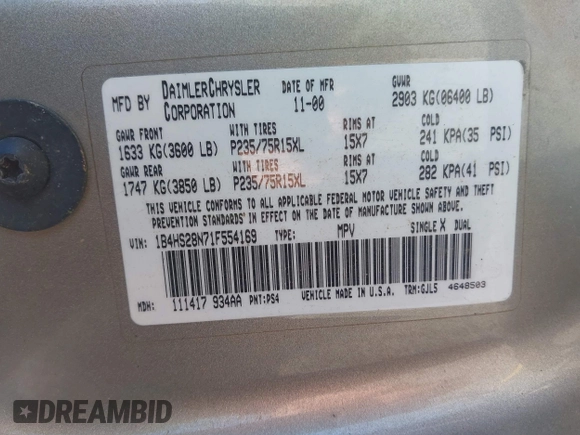 MFD BY DAIMLERCHRYSLER CORPORATION DATE OF MFR 11-00 GVWR 2903 KG(06400 LB)
GAWR FRONT WITH TIRES RIMS AT COLD
1633 KG(3600 LB) P235/75R15XL 15X7 241 KPA(35 PSI)
GAWR REAR WITH TIRES RIMS AT COLD
1747 KG(3850 LB) P235/75R15XL 15X7 282 KPA(41 PSI)
THIS VEHICLE CONFORMS TO ALL APPLICABLE FEDERAL MOTOR VEHICLE SAFETY AND THEFT
PREVENTION STANDARDS IN EFFECT ON THE DATE OF MANUFACTURE SHOWN ABOVE.
VIN: 1B4HS28N71F554169 TYPE: MPV SINGLE X DUAL
MDH: 111417 934AA PNT:PS4 VEHICLE MADE IN U.S.A. TRM:GJL5 4648503
DREAMBID